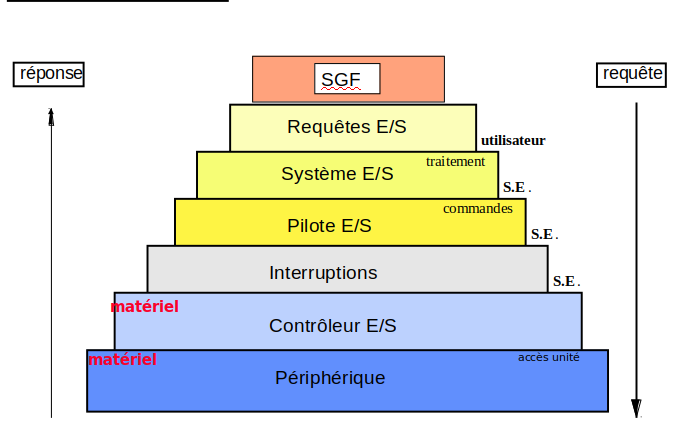 réponse
SGF
requête
Requêtes E/S
utilisateur
traitement
Système E/S
S.E .
commandes
Pilote E/S
S.E .
Interruptions
S.E .
matériel
Contrôleur E/S
matériel
accès unité
Périphérique